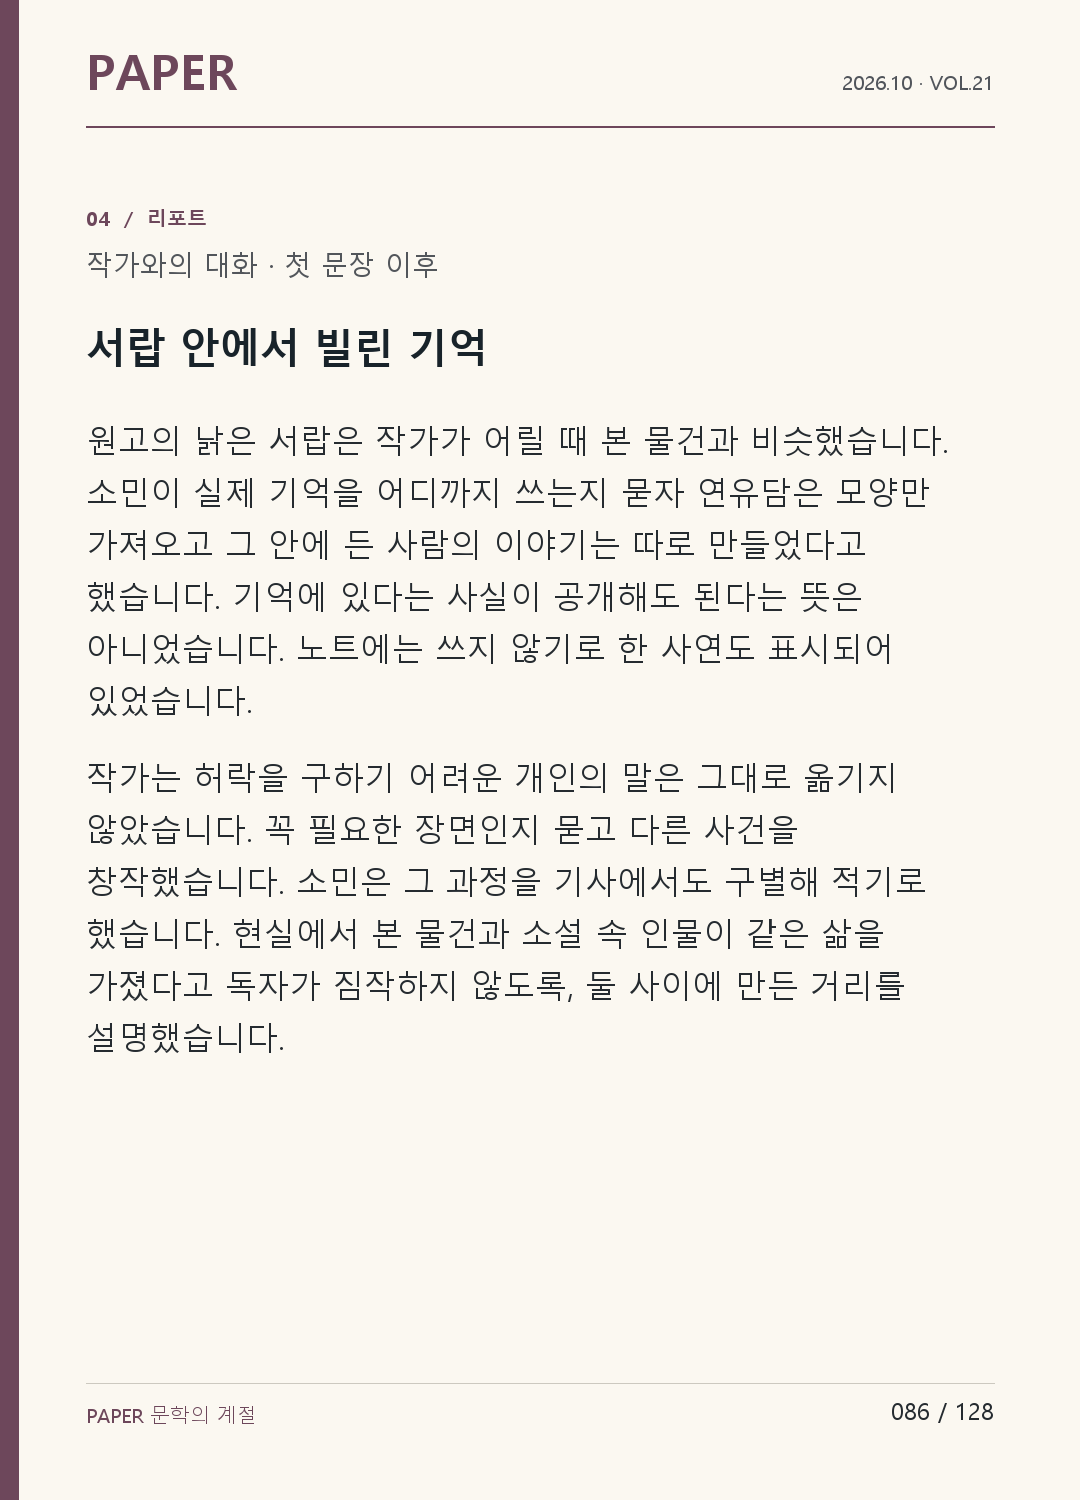 PAPER
2026.10 · VOL.21
04 / 리포트
작가와의 대화 · 첫 문장 이후
서랍 안에서 빌린 기억
원고의 낡은 서랍은 작가가 어릴 때 본 물건과 비슷했습니다.
소민이 실제 기억을 어디까지 쓰는지 묻자 연유담은 모양만
가져오고 그 안에 든 사람의 이야기는 따로 만들었다고
했습니다. 기억에 있다는 사실이 공개해도 된다는 뜻은
아니었습니다. 노트에는 쓰지 않기로 한 사연도 표시되어
있었습니다.
작가는 허락을 구하기 어려운 개인의 말은 그대로 옮기지
않았습니다. 꼭 필요한 장면인지 묻고 다른 사건을
창작했습니다. 소민은 그 과정을 기사에서도 구별해 적기로
했습니다. 현실에서 본 물건과 소설 속 인물이 같은 삶을
가졌다고 독자가 짐작하지 않도록, 둘 사이에 만든 거리를
설명했습니다.
PAPER 문학의 계절
086 / 128